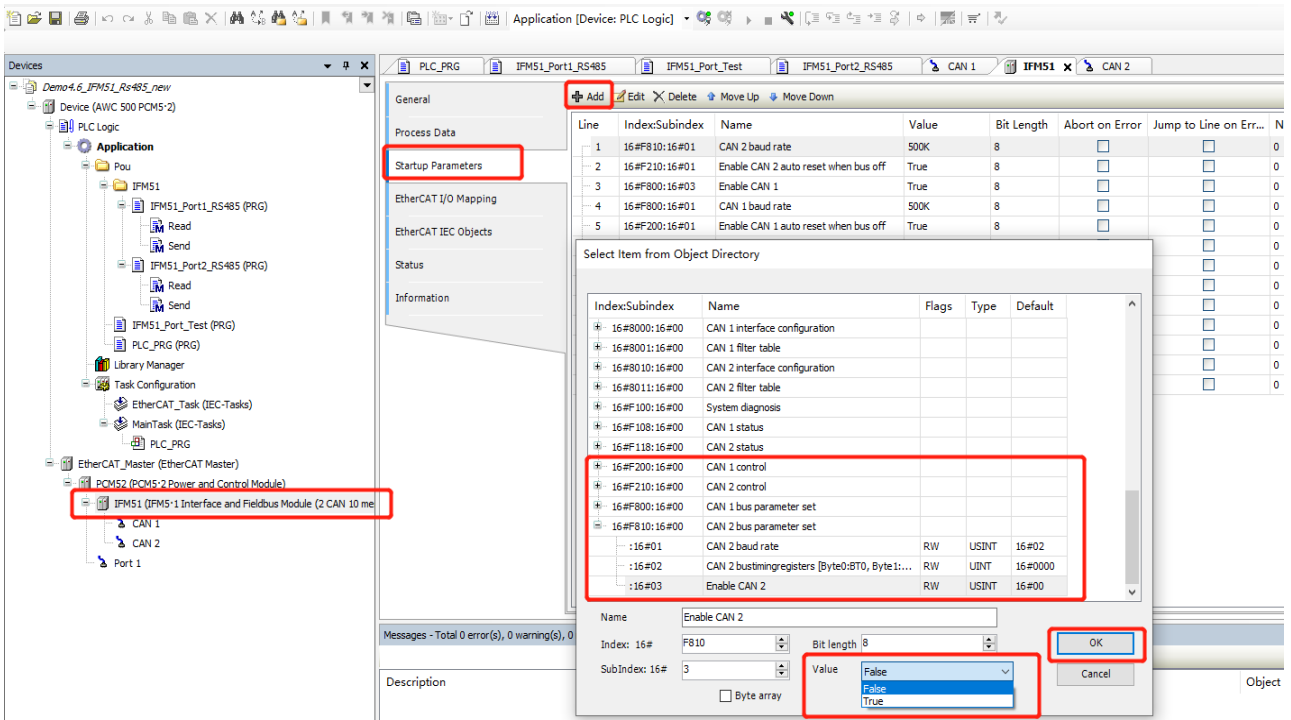 Application [Device: PLC Logic]
Devices
Demo4.6_IFM51_Rs485_new
Device (AWC 500 PCM5·2)
PLC Logic
Application
Pou
IFM51
IFM51_Port1_RS485 (PRG)
Read
Send
IFM51_Port2_RS485 (PRG)
Read
Send
IFM51_Port_Test (PRG)
PLC_PRG (PRG)
Library Manager
Task Configuration
EtherCAT_Task (IEC-Tasks)
MainTask (IEC-Tasks)
PLC_PRG
EtherCAT_Master (EtherCAT Master)
PCM52 (PCM5·2 Power and Control Module)
IFM51 (IFM5·1 Interface and Fieldbus Module (2 CAN 10 me
CAN 1
CAN 2
Port 1
PLC_PRG IFM51_Port1_RS485 IFM51_Port_Test IFM51_Port2_RS485 CAN 1 IFM51 X CAN 2
General
Process Data
Startup Parameters
EtherCAT I/O Mapping
EtherCAT IEC Objects
Status
Information
Add Edit Delete Move Up Move Down
Line Index:Subindex Name Value Bit Length Abort on Error Jump to Line on Err... N
1 16#F810:16#01 CAN 2 baud rate 500K 8 0
2 16#F210:16#01 Enable CAN 2 auto reset when bus off True 8 0
3 16#F800:16#03 Enable CAN 1 True 8 0
4 16#F800:16#01 CAN 1 baud rate 500K 8 0
5 16#F200:16#01 Enable CAN 1 auto reset when bus off True 8 0
0
0
0
0
0
0
0
0
Select Item from Object Directory
Index:Subindex Name Flags Type Default
16#8000:16#00 CAN 1 interface configuration
16#8001:16#00 CAN 1 filter table
16#8010:16#00 CAN 2 interface configuration
16#8011:16#00 CAN 2 filter table
16#F100:16#00 System diagnosis
16#F108:16#00 CAN 1 status
16#F118:16#00 CAN 2 status
16#F200:16#00 CAN 1 control
16#F210:16#00 CAN 2 control
16#F800:16#00 CAN 1 bus parameter set
16#F810:16#00 CAN 2 bus parameter set
:16#01 CAN 2 baud rate RW USINT 16#02
:16#02 CAN 2 bustimingregisters [Byte0:BT0, Byte1:... RW UINT 16#0000
:16#03 Enable CAN 2 RW USINT 16#00
Name Enable CAN 2
Index: 16# F810 Bit length 8 OK
SubIndex: 16# 3 Value False Cancel
False
Byte array True
Messages - Total 0 error(s), 0 warning(s), 0
Description Object